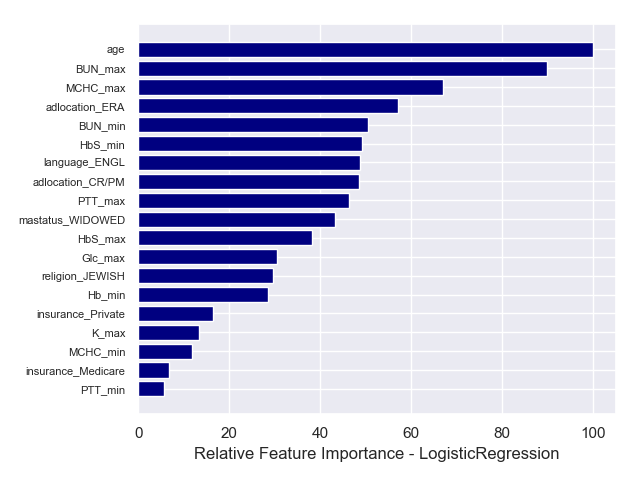 age
BUN_max
MCHC_max
adlocation_ERA
BUN_min
HbS_min
language_ENGL
adlocation_CR/PM
PTT_max
mastatus_WIDOWED
HbS_max
Glc_max
religion_JEWISH
Hb_min
insurance_Private
K_max
MCHC_min
insurance_Medicare
PTT_min
0 20 40 60 80 100
Relative Feature Importance - LogisticRegression